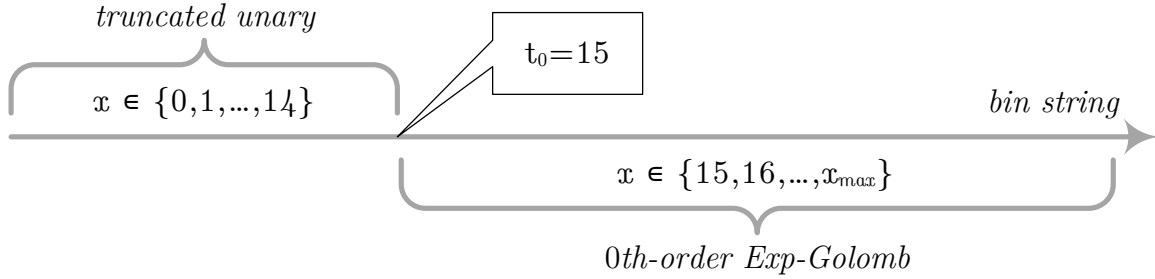 truncated unary
t₀=15
x ∈ {0,1,…,14}
bin string
x ∈ {15,16,…,xₘₐₓ}
0th-order Exp-Golomb